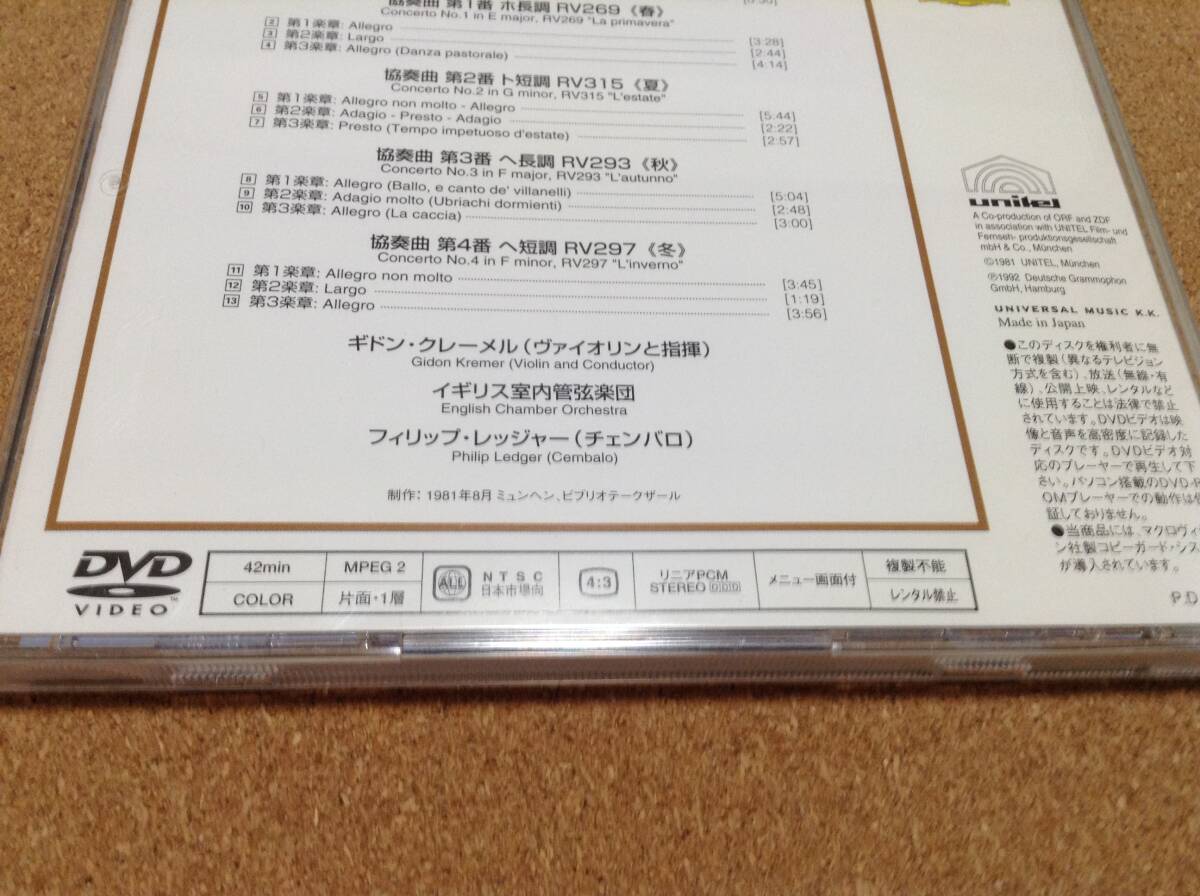 協奏曲 第1番 ホ長調 RV269《春》
Concerto No.1 in E major, RV269 "La primavera"
2 第1楽章: Allegro [3:28]
3 第2楽章: Largo [2:44]
4 第3楽章: Allegro (Danza pastorale) [4:14]
協奏曲 第2番 ト短調 RV315《夏》
Concerto No.2 in G minor, RV315 "L'estate"
5 第1楽章: Allegro non molto - Allegro [5:44]
6 第2楽章: Adagio - Presto - Adagio [2:22]
7 第3楽章: Presto (Tempo impetuoso d'estate) [2:57]
協奏曲 第3番 ヘ長調 RV293《秋》
Concerto No.3 in F major, RV293 "L'autunno"
8 第1楽章: Allegro (Ballo, e canto de' villanelli) [5:04]
9 第2楽章: Adagio molto (Ubriachi dormienti) [2:48]
10 第3楽章: Allegro (La caccia) [3:00]
協奏曲 第4番 ヘ短調 RV297《冬》
Concerto No.4 in F minor, RV297 "L'inverno"
11 第1楽章: Allegro non molto [3:45]
12 第2楽章: Largo [1:19]
13 第3楽章: Allegro [3:56]
ギドン・クレーメル(ヴァイオリンと指揮)
Gidon Kremer (Violin and Conductor)
イギリス室内管弦楽団
English Chamber Orchestra
フィリップ・レッジャー(チェンバロ)
Philip Ledger (Cembalo)
制作: 1981年8月 ミュンヘン、ビブリオテークザール
unitel
A Co-production of ORF and ZDF
in association with UNITEL Film- und
Fernseh- produktionsgesellschaft
mbH & Co., München
©1981 UNITEL, München
℗1992 Deutsche Grammophon
GmbH, Hamburg
UNIVERSAL MUSIC K.K.
Made in Japan
●このディスクを権利者に無
断で複製(異なるテレビジョン
方式を含む)、放送(無線・有
線)、公開上映、レンタルなど
に使用することは法律で禁止
されています。DVDビデオは映
像と音声を高密度に記録した
ディスクです。DVDビデオ対
応のプレーヤーで再生して下
さい。パソコン搭載のDVD-R
OMプレーヤーでの動作は保
証しておりません。
●当商品には、マクロヴィ
ン社製コピーガード・シス
が導入されています。
DVD VIDEO™
42min
COLOR
MPEG 2
片面・1層
ALL
NTSC
日本市場向
4:3
リニアPCM
STEREO DDD
メニュー画面付
複製不能
レンタル禁止
P.D